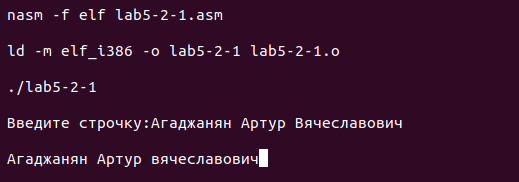 nasm -f elf lab5-2-1.asm
ld -m elf_i386 -o lab5-2-1 lab5-2-1.o
./lab5-2-1
Введите строчку:Агаджанян Артур Вячеславович
Агаджанян Артур вячеславович